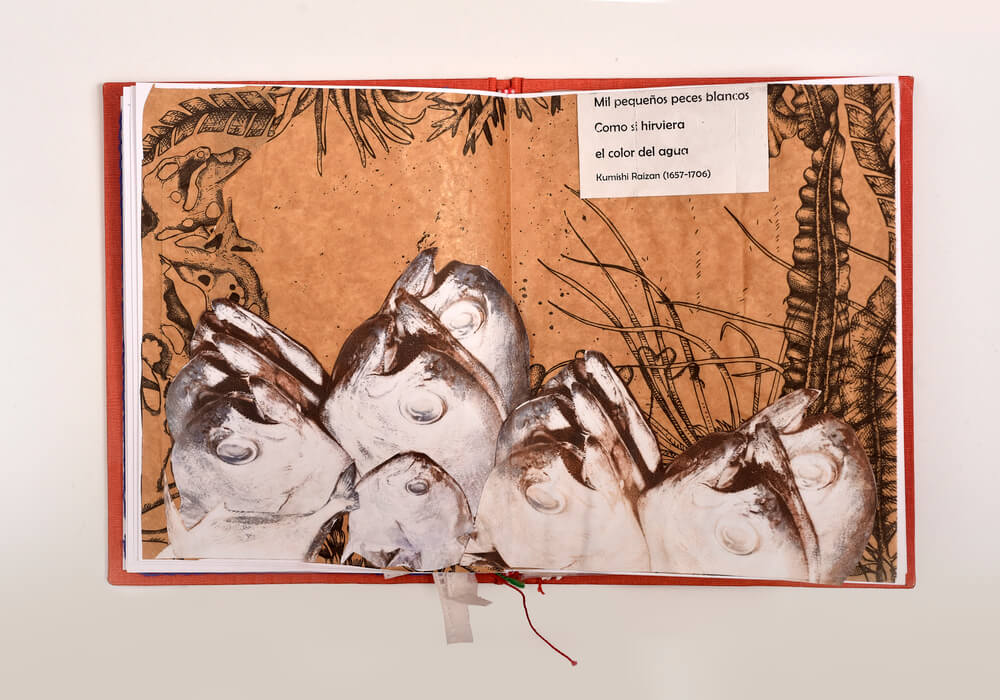 Mil pequeños peces blancos
Como si hirviera
el color del agua
Kumishi Raizan (1657-1706)